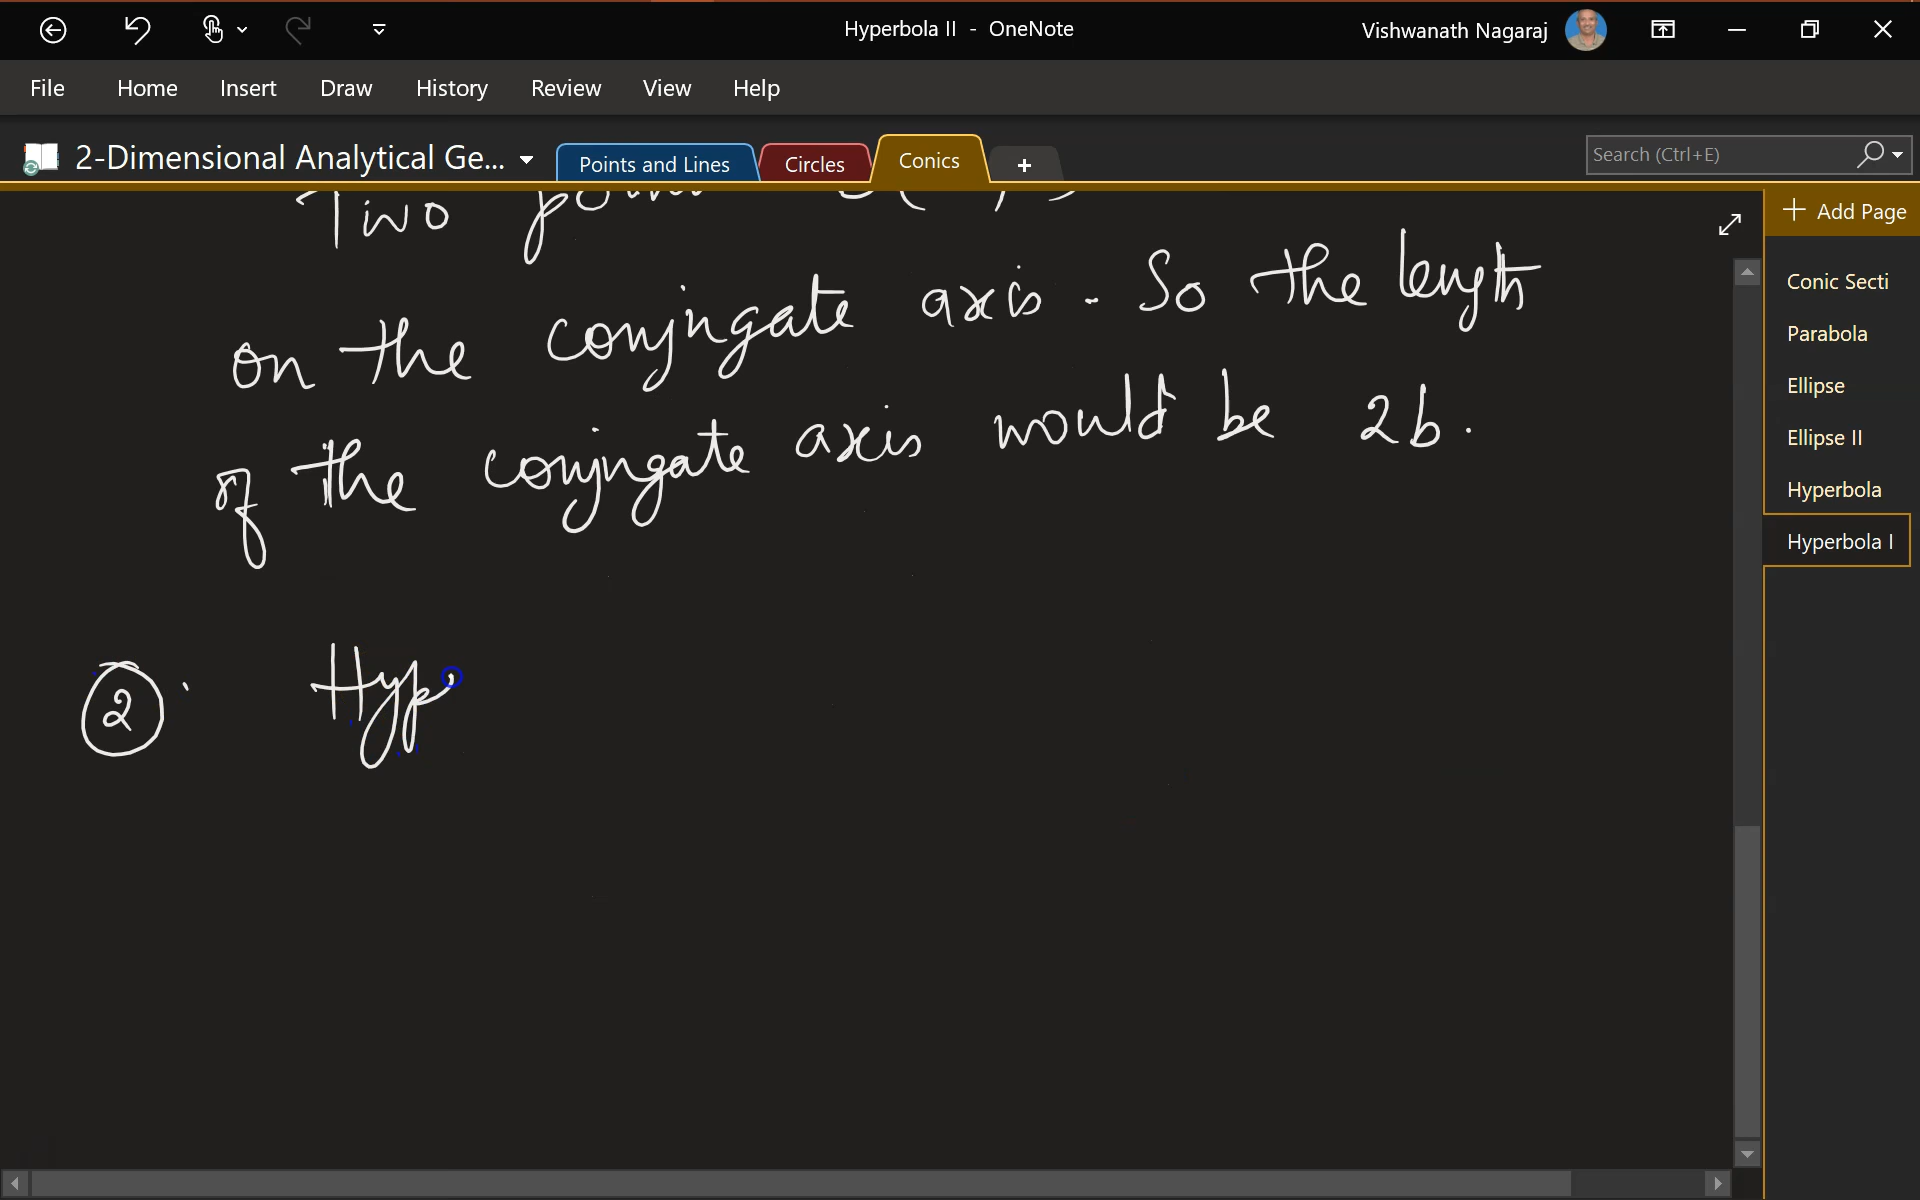 Hyperbola II - OneNote
Vishwanath Nagaraj
File Home Insert Draw History Review View Help
2-Dimensional Analytical Ge...
Points and Lines
Circles
Conics
+
Search (Ctrl+E)
Add Page
Conic Secti
Parabola
Ellipse
Ellipse II
Hyperbola
Hyperbola I
Two
on the conjugate axis. So the length
of the conjugate axis would be 2b.
2. Hyp